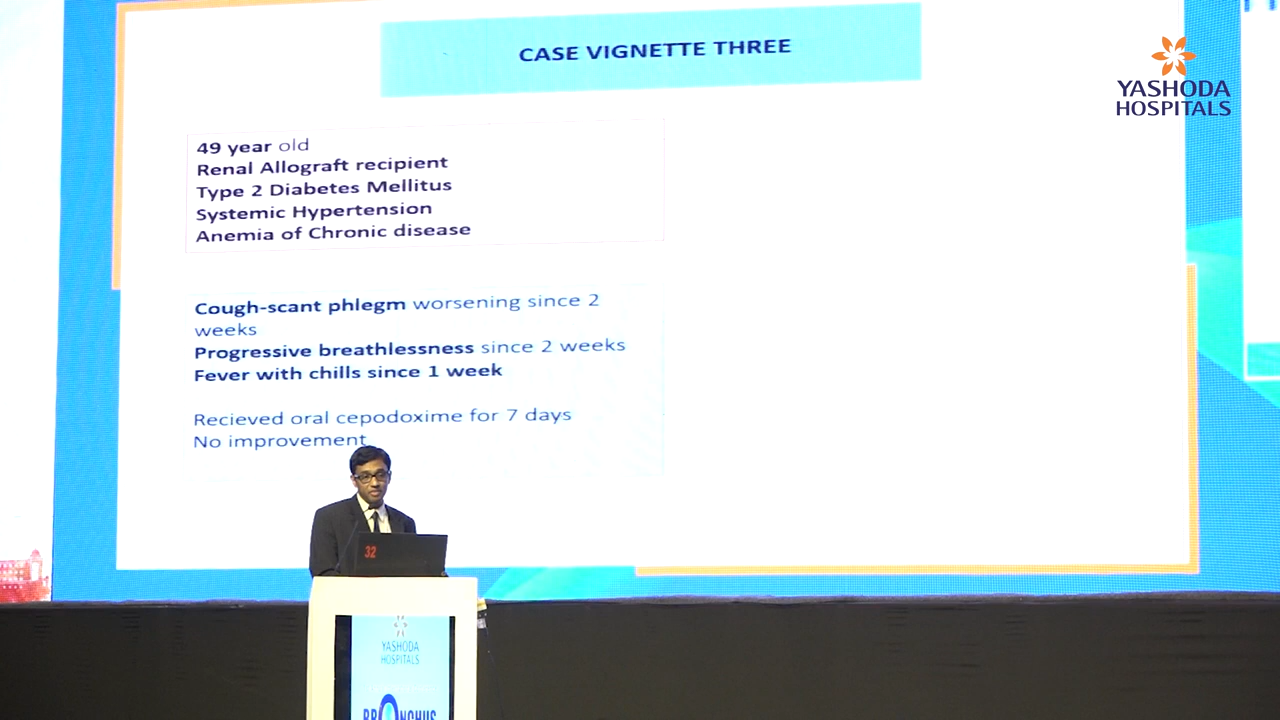 CASE VIGNETTE THREE
YASHODA
HOSPITALS
49 year old
Renal Allograft recipient
Type 2 Diabetes Mellitus
Systemic Hypertension
Anemia of Chronic disease
Cough-scant phlegm worsening since 2
weeks
Progressive breathlessness since 2 weeks
Fever with chills since 1 week
Recieved oral cepodoxime for 7 days
No improvement
32
YASHODA
HOSPITALS
BRONCHUS